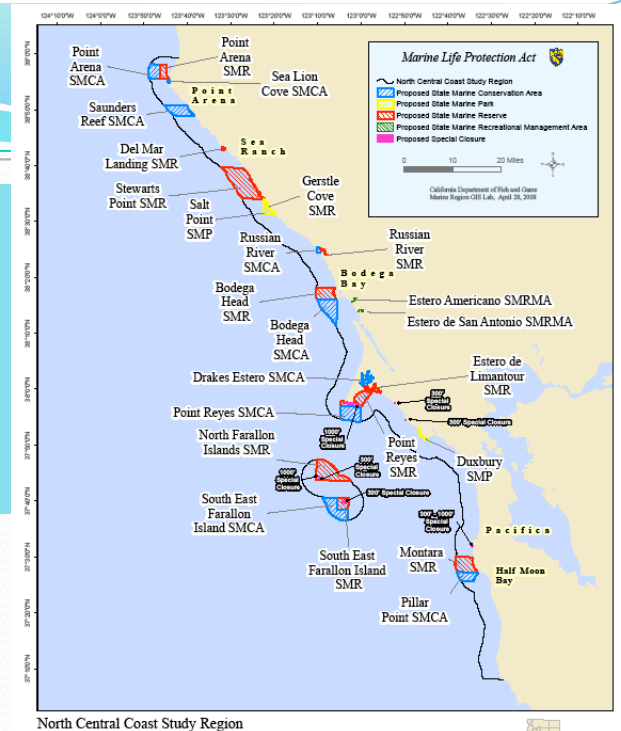 124°10'0"W 124°0'0"W 123°50'0"W 123°40'0"W 123°30'0"W 123°20'0"W 123°10'0"W 123°0'0"W 122°50'0"W 122°40'0"W 122°30'0"W 122°20'0"W 122°10'0"W
Marine Life Protection Act
North Central Coast Study Region
Proposed State Marine Conservation Area
Proposed State Marine Park
Proposed State Marine Reserve
Proposed State Marine Recreational Management Area
Proposed Special Closure
0 10 20 Miles
California Department of Fish and Game
Marine Region GIS Lab, April 28, 2008
Point
Arena
SMCA
Point
Arena
SMR
Sea Lion
Cove SMCA
Point
Arena
Saunders
Reef SMCA
Del Mar
Landing SMR
Sea
Ranch
Stewarts
Point SMR
Salt
Point
SMP
Gerstle
Cove
SMR
Russian
River
SMCA
Russian
River
SMR
Bodega
Bay
Bodega
Head
SMR
Estero Americano SMRMA
Estero de San Antonio SMRMA
Bodega
Head
SMCA
Drakes Estero SMCA
Estero de
Limantour
SMR
Point Reyes SMCA
300'
Special
Closure
300' Special Closure
1000'
Special
Closure
Point
Reyes
SMR
Duxbury
SMP
North Farallon
Islands SMR
1000'
Special
Closure
300'
Special
Closure
300' Special Closure
South East
Farallon
Island SMCA
South East
Farallon Island
SMR
300' - 1000'
Special
Closure
Pacifica
Montara
SMR
Half Moon
Bay
Pillar
Point SMCA
North Central Coast Study Region